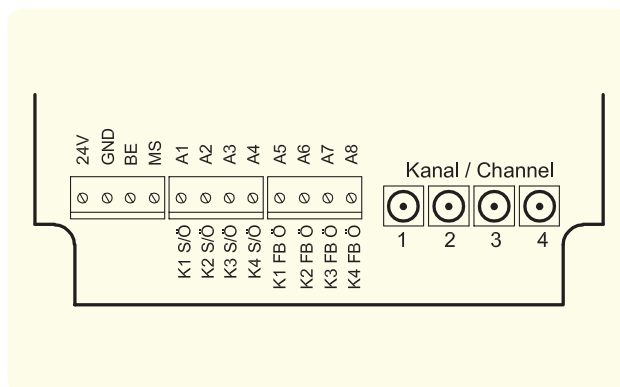 24V GND BE MS A1 A2 A3 A4 A5 A6 A7 A8
Kanal / Channel
1 2 3 4
K1 S/Ö K2 S/Ö K3 S/Ö K4 S/Ö K1 FB Ö K2 FB Ö K3 FB Ö K4 FB Ö